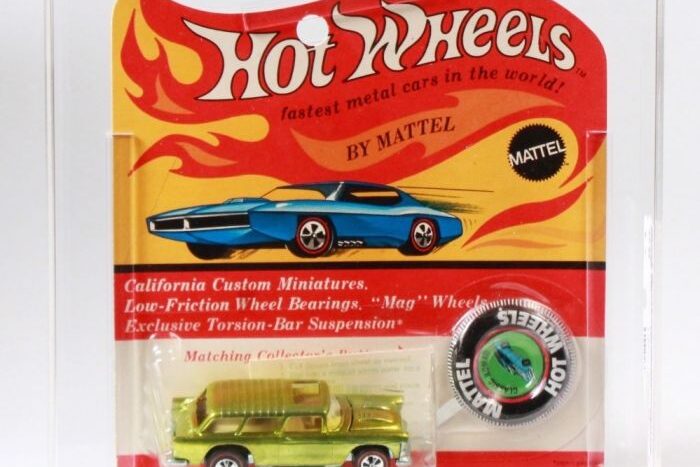 HOT WHEELS™
fastest metal cars in the world!
BY MATTEL
MATTEL
California Custom Miniatures.
Low-Friction Wheel Bearings. “Mag” Wheels
Exclusive Torsion-Bar Suspension*
Matching Collector's
HOT WHEELS
MATTEL